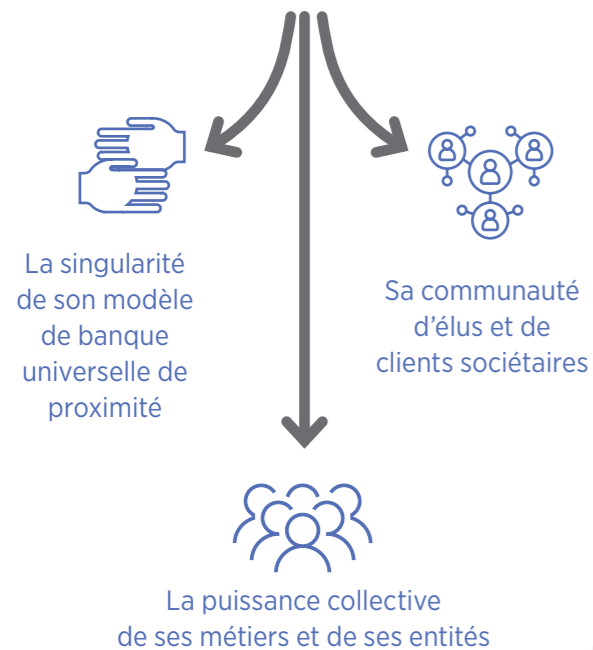 La singularité
de son modèle
de banque
universelle de
proximité
Sa communauté
d’élus et de
clients sociétaires
La puissance collective
de ses métiers et de ses entités